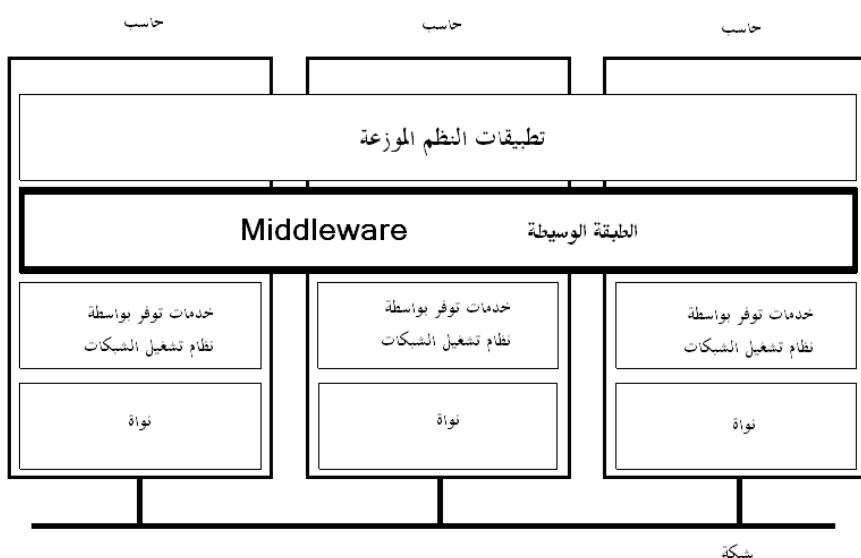 حاسب
حاسب
حاسب
تطبيقات النظم الموزعة
الطبقة الوسيطة Middleware
خدمات توفر بواسطة
نظام تشغيل الشبكات
خدمات توفر بواسطة
نظام تشغيل الشبكات
خدمات توفر بواسطة
نظام تشغيل الشبكات
نواة
نواة
نواة
شبكة